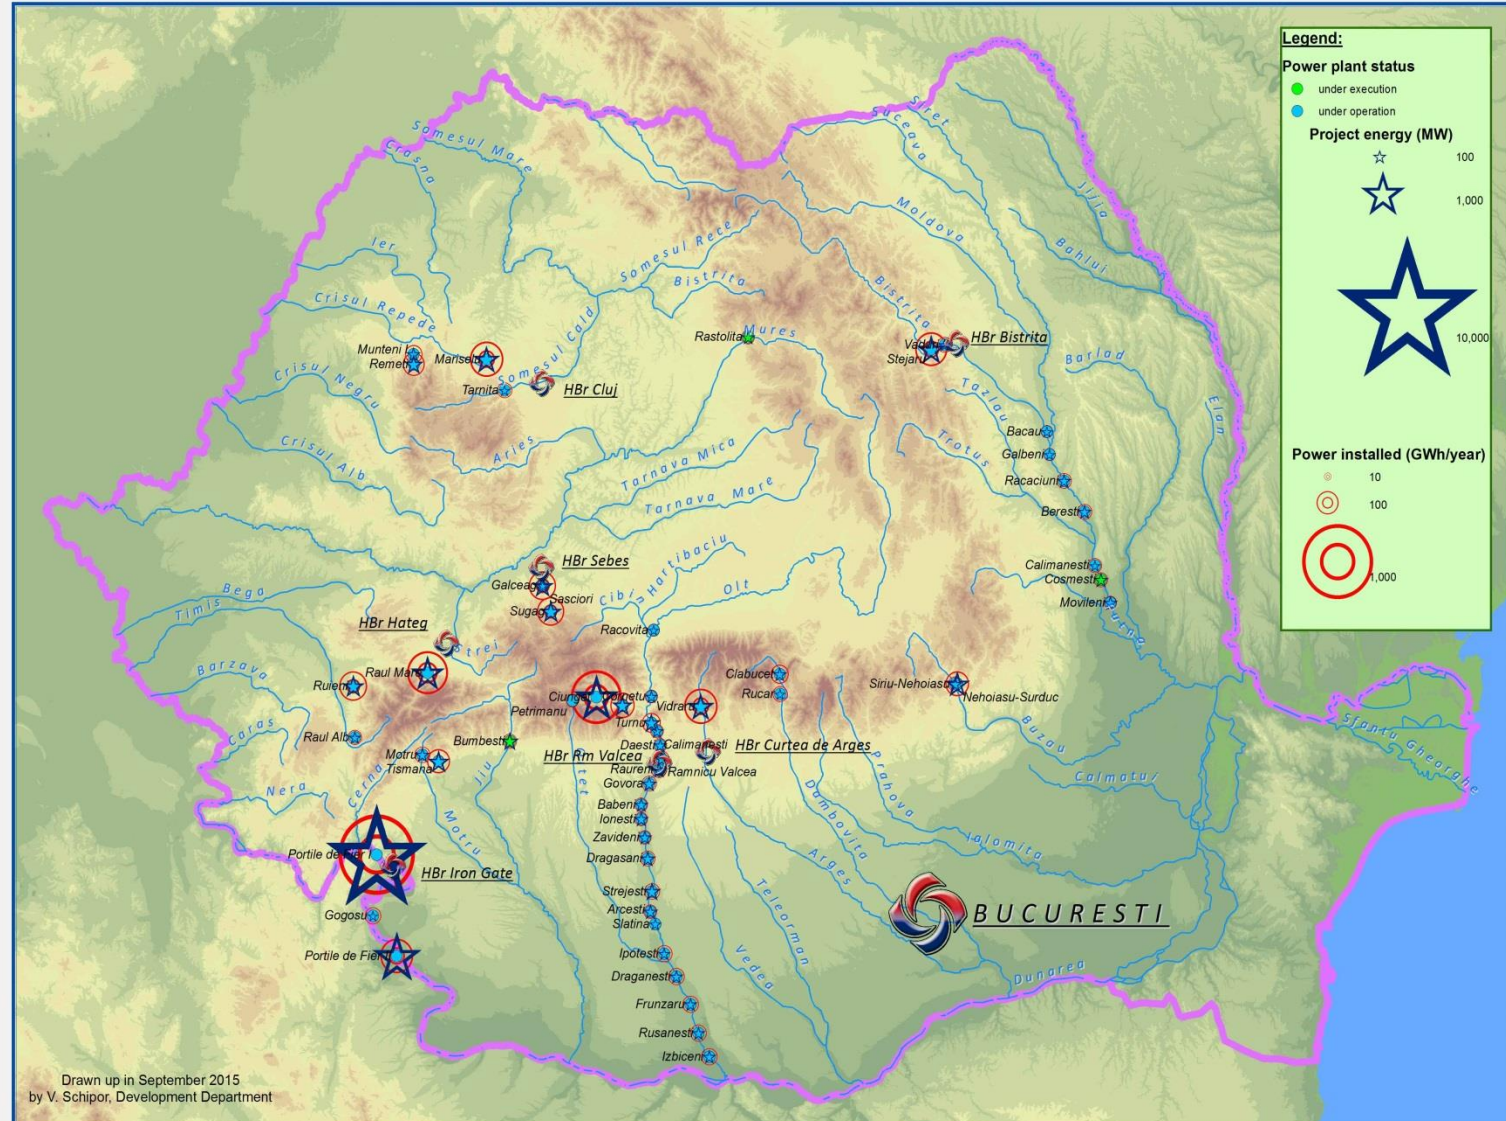 Legend:
Power plant status
under execution
under operation
Project energy (MW)
100
1,000
10,000
Power installed (GWh/year)
10
100
1,000
Somesul Mare
Crasna
Siret
Suceava
Jijia
Moldova
Bahlui
Ier
Somesul Rece
Bistrita
Bistrita
Crisul Repede
Mures
Rastolita
Munteni I
Remeti
Mariselu
Somesul Cald
Tarnita
HBr Cluj
HBr Bistrita
Stejaru
Barlad
Elan
Crisul Negru
Tazlau
Trotus
Bacau
Galbeni
Racaciuni
Beresti
Crisul Alb
Aries
Tarnava Mica
Tarnava Mare
Calimanesti
Cosmesti
Movileni
Putna
HBr Sebes
Galceag
Sasciori
Sugag
Hartibaciu
Olt
Racovita
Bega
Timis
HBr Hateg
Strei
Barzava
Ruieni
Raul Mare
Clabucet
Rucar
Siriu-Nehoiasu
Nehoiasu-Surduc
Petrimanu
Vidraru
Turnu
Caras
Raul Alb
Bumbesti
Motru
Tismana
Cerna
Jiu
Oltet
Daesti
Calimanesti
HBr Curtea de Arges
HBr Rm Valcea
Raureni
Ramnicu Valcea
Govora
Buzau
Calmatui
Sfantu Gheorghe
Nera
Motru
Babeni
Ionesti
Zavideni
Dragasani
Dambovita
Prahova
Ialomita
Arges
Portile de Fier I
HBr Iron Gate
Strejesti
Arcesti
Slatina
Teleorman
Vedea
BUCURESTI
Gogosu
Portile de Fier II
Ipotesti
Draganesti
Frunzaru
Rusanesti
Izbiceni
Dunarea
Drawn up in September 2015
by V. Schipor, Development Department